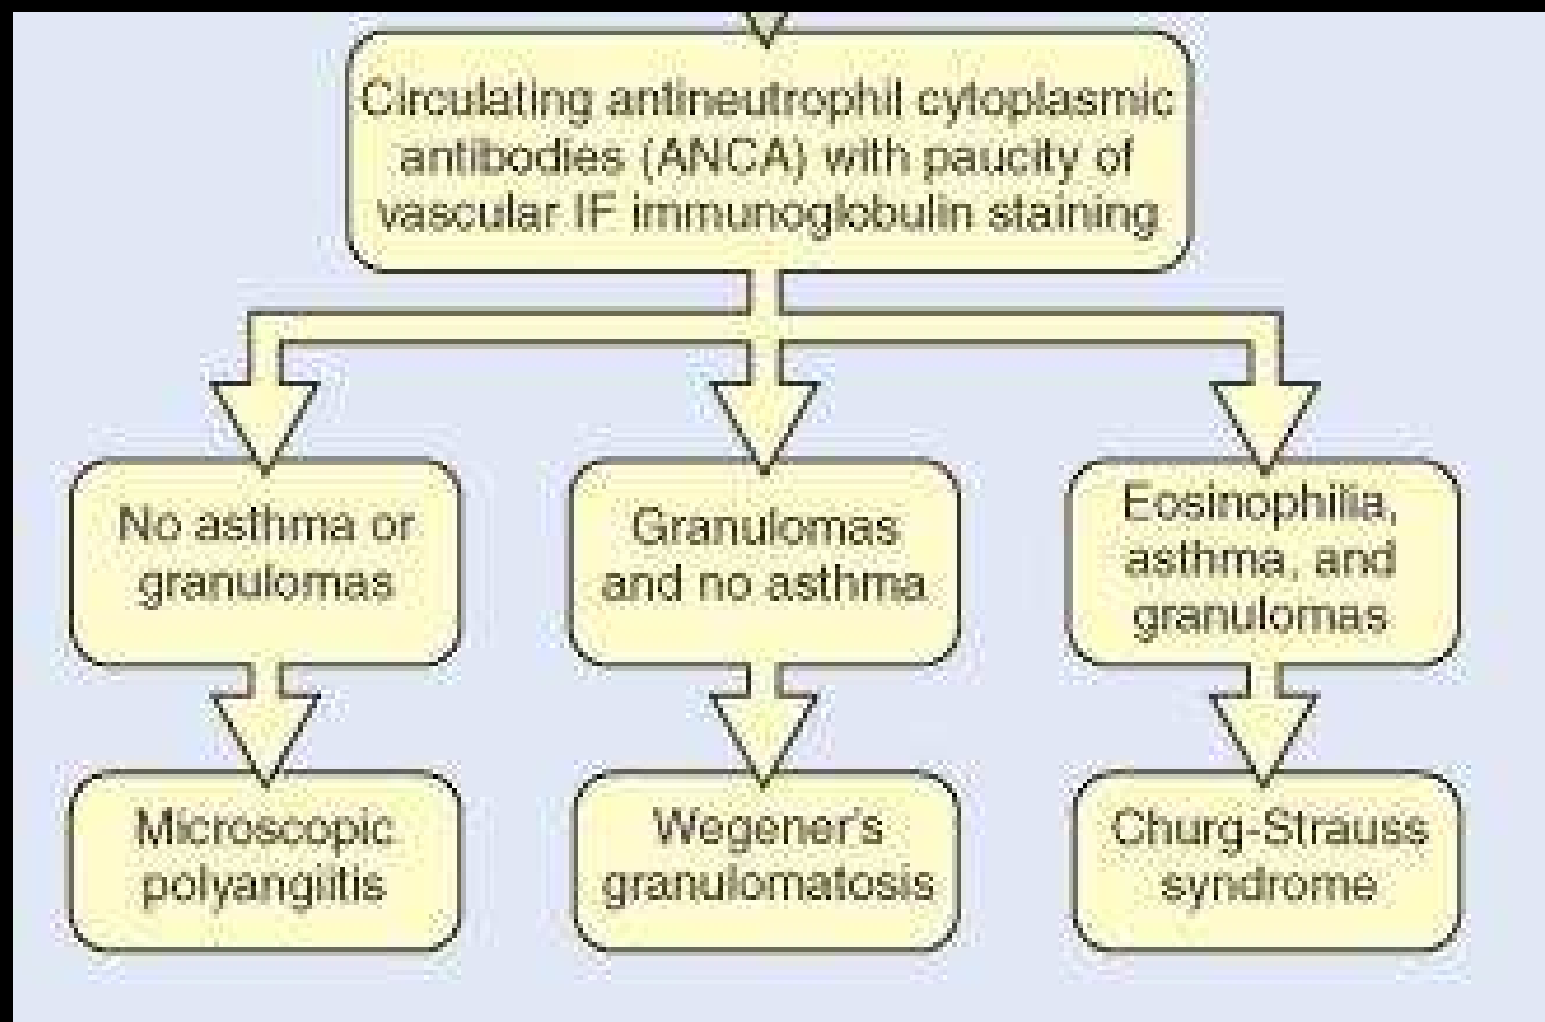 Circulating antineutrophil cytoplasmic
antibodies (ANCA) with paucity of
vascular IF immunoglobulin staining
No asthma or
granulomas
Granulomas
and no asthma
Eosinophilia,
asthma, and
granulomas
Microscopic
polyangiitis
Wegener's
granulomatosis
Churg-Strauss
syndrome